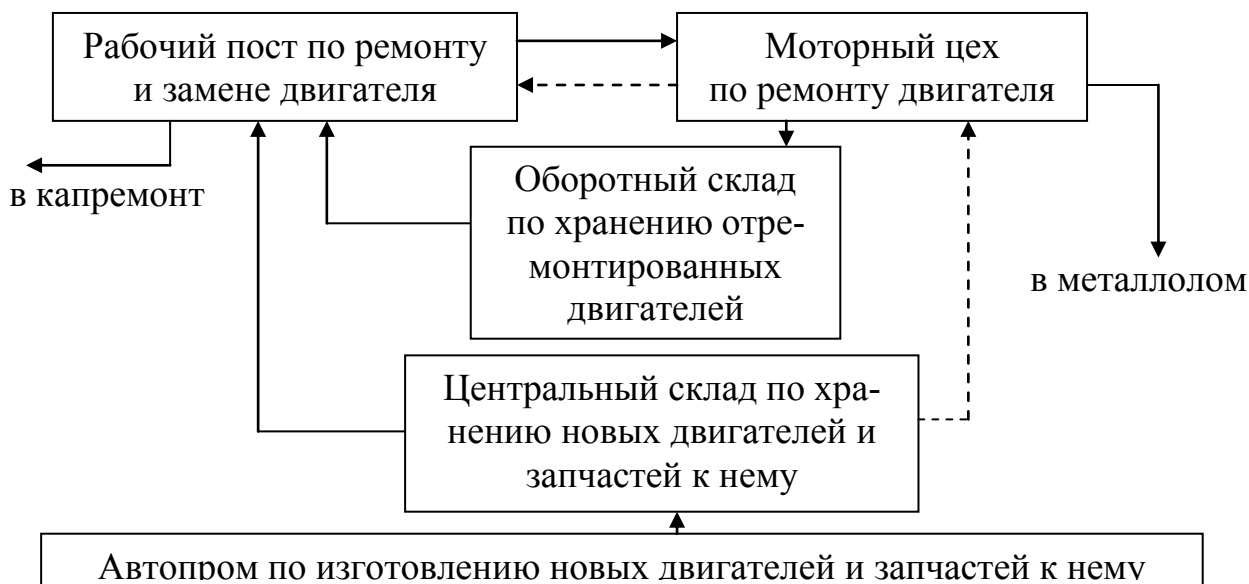 Рабочий пост по ремонту
и замене двигателя
Моторный цех
по ремонту двигателя
в капремонт
Оборотный склад
по хранению отре-
монтированных
двигателей
в металлолом
Центральный склад по хра-
нению новых двигателей и
запчастей к нему
Автопром по изготовлению новых двигателей и запчастей к нему